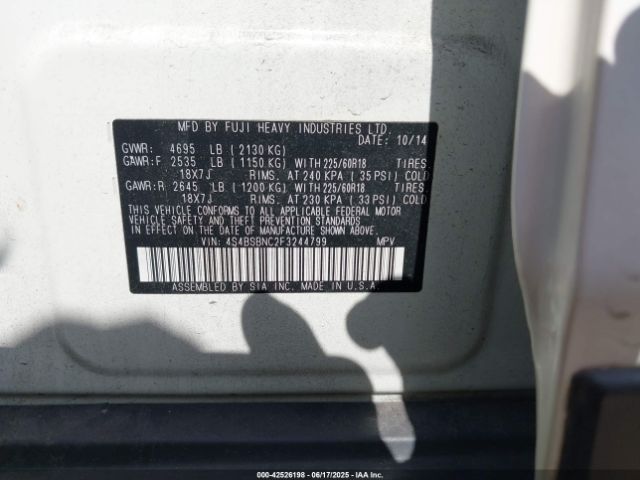 MFD BY FUJI HEAVY INDUSTRIES LTD.
DATE: 10/14
GVWR: 4695 LB ( 2130 KG)
GAWR:F 2535 LB ( 1150 KG) WITH 225/60R18 TIRES.
18X7J RIMS. AT 240 KPA ( 35 PSI) COLD
GAWR:R 2645 LB ( 1200 KG) WITH 225/60R18 TIRES.
18X7J RIMS. AT 230 KPA ( 33 PSI) COLD
THIS VEHICLE CONFORMS TO ALL APPLICABLE FEDERAL MOTOR
VEHICLE SAFETY AND THEFT PREVENTION STANDARDS
IN EFFECT ON THE DATE OF MANUFACTURE SHOWN ABOVE.
VIN: 4S4BSBNC2F3244799 MPV
ASSEMBLED BY SIA INC. MADE IN U.S.A.
000-42526198 - 06/17/2025 - IAA Inc.